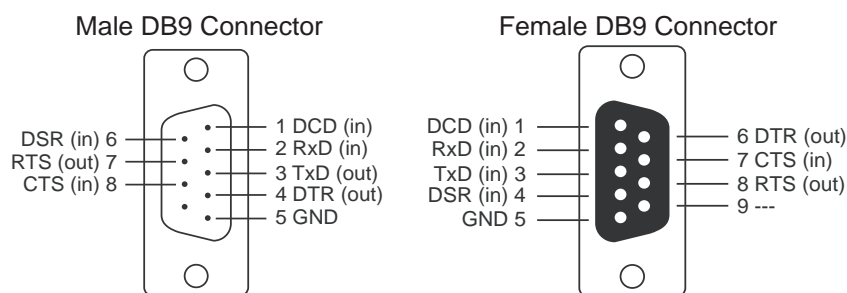 Male DB9 Connector
DSR (in) 6
RTS (out) 7
CTS (in) 8
1 DCD (in)
2 RxD (in)
3 TxD (out)
4 DTR (out)
5 GND
Female DB9 Connector
DCD (in) 1
RxD (in) 2
TxD (in) 3
DSR (in) 4
GND 5
6 DTR (out)
7 CTS (in)
8 RTS (out)
9 ---